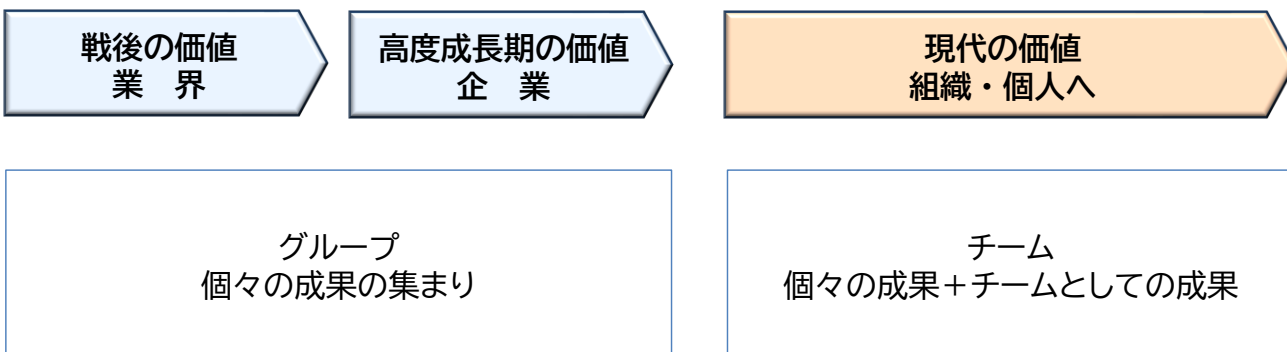 戦後の価値
業　界
高度成長期の価値
企　業
現代の価値
組織・個人へ
グループ
個々の成果の集まり
チーム
個々の成果＋チームとしての成果